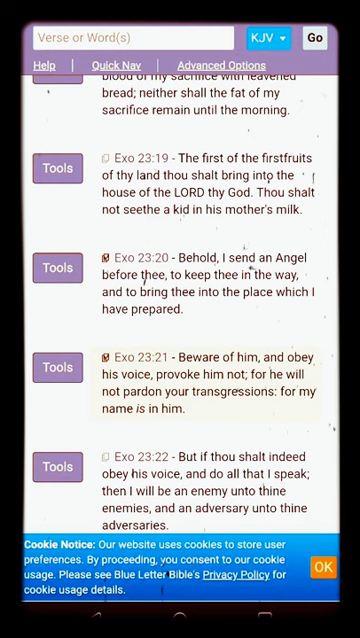 Verse or Word(s)
KJV
Go
Help | Quick Nav | Advanced Options
blood of my sacrifice with leavened
bread; neither shall the fat of my
sacrifice remain until the morning.
Tools
Exo 23:19 - The first of the firstfruits
of thy land thou shalt bring into the
house of the LORD thy God. Thou shalt
not seethe a kid in his mother's milk.
Tools
Exo 23:20 - Behold, I send an Angel
before thee, to keep thee in the way,
and to bring thee into the place which I
have prepared.
Tools
Exo 23:21 - Beware of him, and obey
his voice, provoke him not; for he will
not pardon your transgressions: for my
name is in him.
Tools
Exo 23:22 - But if thou shalt indeed
obey his voice, and do all that I speak;
then I will be an enemy unto thine
enemies, and an adversary unto thine
adversaries.
Cookie Notice: Our website uses cookies to store user
preferences. By proceeding, you consent to our cookie
usage. Please see Blue Letter Bible's Privacy Policy for
cookie usage details.
OK